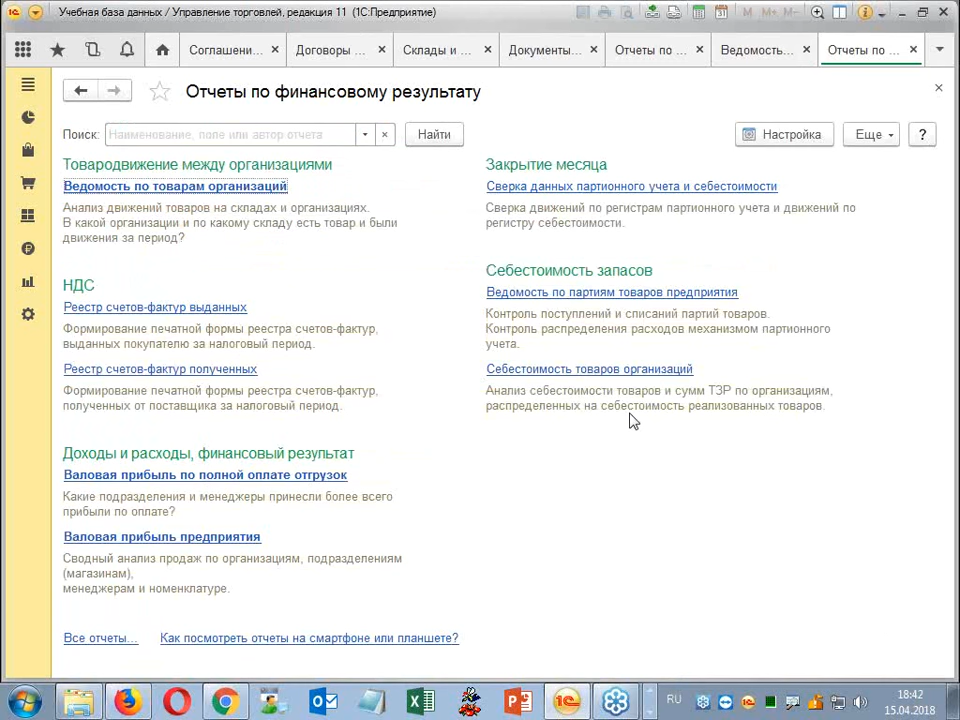 Учебная база данных / Управление торговлей, редакция 11 (1С:Предприятие)
M M+ M-
Соглашени... Договоры ... Склады и ... Документы... Отчеты по ... Ведомость... Отчеты по ...
Отчеты по финансовому результату
Поиск: Наименование, поле или автор отчета Найти Настройка Еще ?
Товародвижение между организациями
Ведомость по товарам организаций
Анализ движений товаров на складах и организациях.
В какой организации и по какому складу есть товар и были
движения за период?
НДС
Реестр счетов-фактур выданных
Формирование печатной формы реестра счетов-фактур,
выданных покупателю за налоговый период.
Реестр счетов-фактур полученных
Формирование печатной формы реестра счетов-фактур,
полученных от поставщика за налоговый период.
Доходы и расходы, финансовый результат
Валовая прибыль по полной оплате отгрузок
Какие подразделения и менеджеры принесли более всего
прибыли по оплате?
Валовая прибыль предприятия
Сводный анализ продаж по организациям, подразделениям
(магазинам),
менеджерам и номенклатуре.
Закрытие месяца
Сверка данных партионного учета и себестоимости
Сверка движений по регистрам партионного учета и движению по
регистру себестоимости.
Себестоимость запасов
Ведомость по партиям товаров предприятия
Контроль поступлений и списаний партий товаров.
Контроль распределения расходов механизмом партионного
учета.
Себестоимость товаров организаций
Анализ себестоимости товаров и сумм ТЗР по организациям,
распределенных на себестоимость реализованных товаров.
Все отчеты... Как посмотреть отчеты на смартфоне или планшете?
RU
18:42
15.04.2018